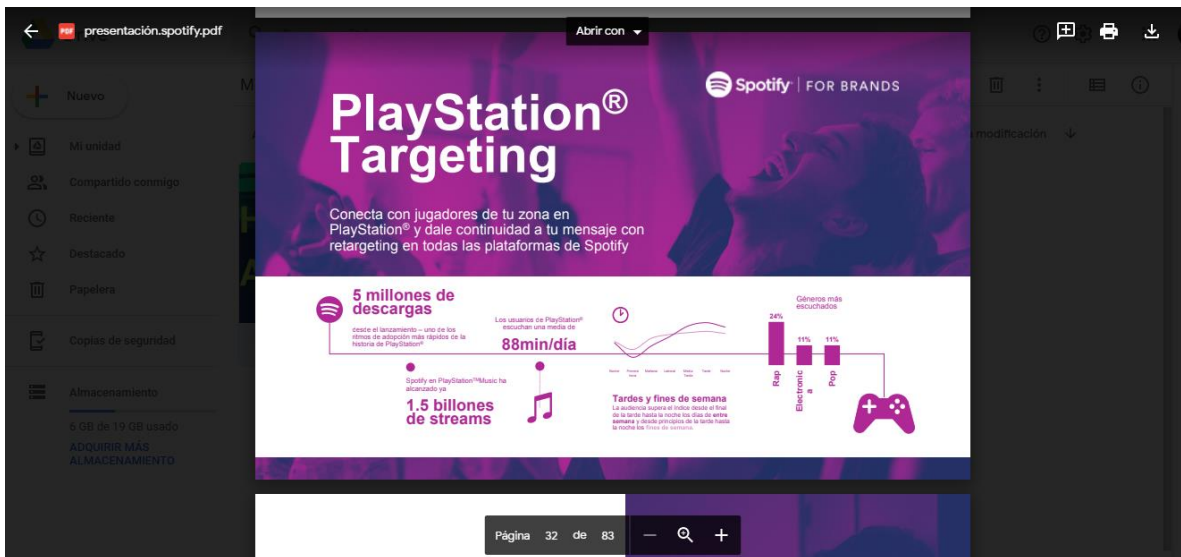 presentación.spotify.pdf
Abrir con
Nuevo
Mi unidad
Compartido conmigo
Reciente
Destacado
Papelera
Copias de seguridad
Almacenamiento
6 GB de 19 GB usado
ADQUIRIR MÁS
ALMACENAMIENTO
modificación
Spotify | FOR BRANDS
PlayStation®
Targeting
Conecta con jugadores de tu zona en
PlayStation® y dale continuidad a tu mensaje con
retargeting en todas las plataformas de Spotify
5 millones de
descargas
desde el lanzamiento – uno de los
ritmos de adopción más rápidos de la
historia de PlayStation®
Spotify en PlayStation™Music ha
alcanzado ya
1.5 billones
de streams
Los usuarios de PlayStation®
escuchan una media de
88min/día
Tardes y fines de semana
La audiencia supera el índice desde el final
de la tarde hasta la noche los días de entre
semana y desde principios de la tarde hasta
la noche los fines de semana
Géneros más
escuchados
24%
11%
11%
Rap
Electronic
a
Pop
Página 32 de 83